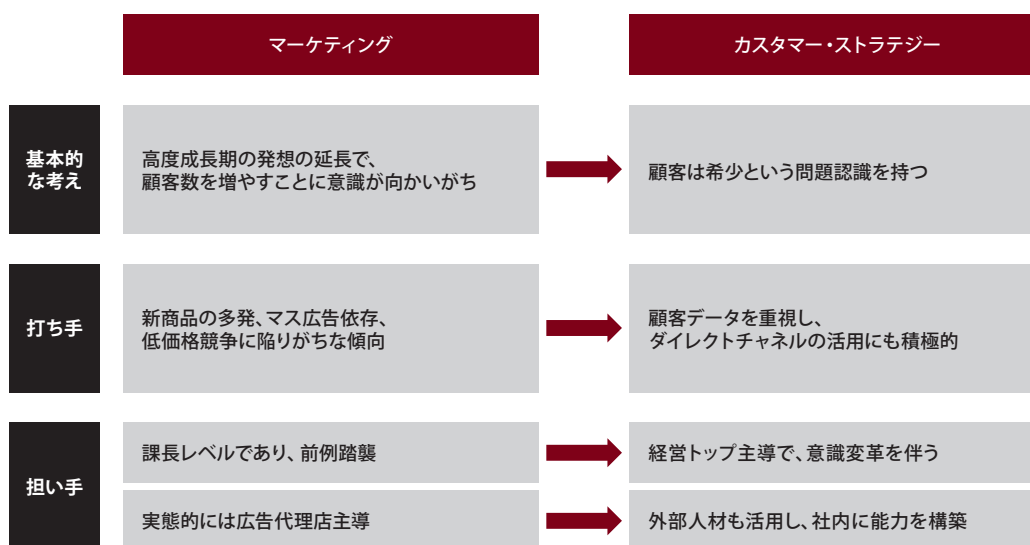 マーケティング
カスタマー・ストラテジー
基本的
な考え
高度成長期の発想の延長で、
顧客数を増やすことに意識が向かいがち
顧客は希少という問題認識を持つ
打ち手
新商品の多発、マス広告依存、
低価格競争に陥りがちな傾向
顧客データを重視し、
ダイレクトチャネルの活用にも積極的
担い手
課長レベルであり、前例踏襲
経営トップ主導で、意識変革を伴う
実態的には広告代理店主導
外部人材も活用し、社内に能力を構築